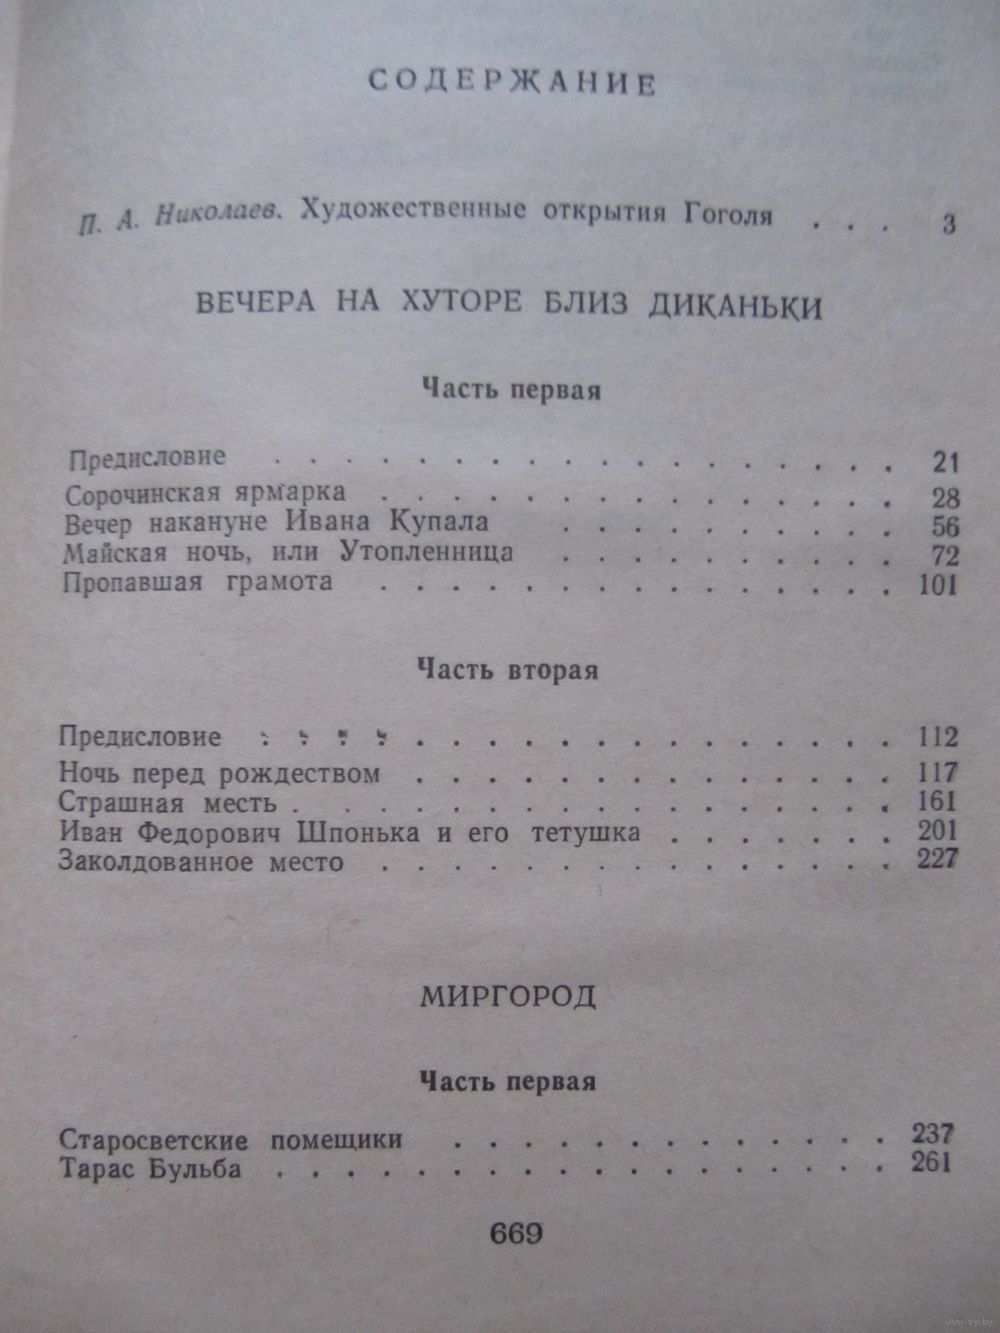 СОДЕРЖАНИЕ
П. А. Николаев. Художественные открытия Гоголя . . . 3
ВЕЧЕРА НА ХУТОРЕ БЛИЗ ДИКАНЬКИ
Часть первая
Предисловие . . . . . . . . . . . . . . . . . . 21
Сорочинская ярмарка . . . . . . . . . . . . . . . 28
Вечер накануне Ивана Купала . . . . . . . . . . 56
Майская ночь, или Утопленница . . . . . . . . . . 72
Пропавшая грамота . . . . . . . . . . . . . . . 101
Часть вторая
Предисловие . . . . . . . . . . . . . . . . . . 112
Ночь перед рождеством . . . . . . . . . . . . . . 117
Страшная месть . . . . . . . . . . . . . . . . . 161
Иван Федорович Шпонька и его тетушка . . . . . . . 201
Заколдованное место . . . . . . . . . . . . . . . 227
МИРГОРОД
Часть первая
Старосветские помещики . . . . . . . . . . . . . 237
Тарас Бульба . . . . . . . . . . . . . . . . . . 261
669
www.ay.by